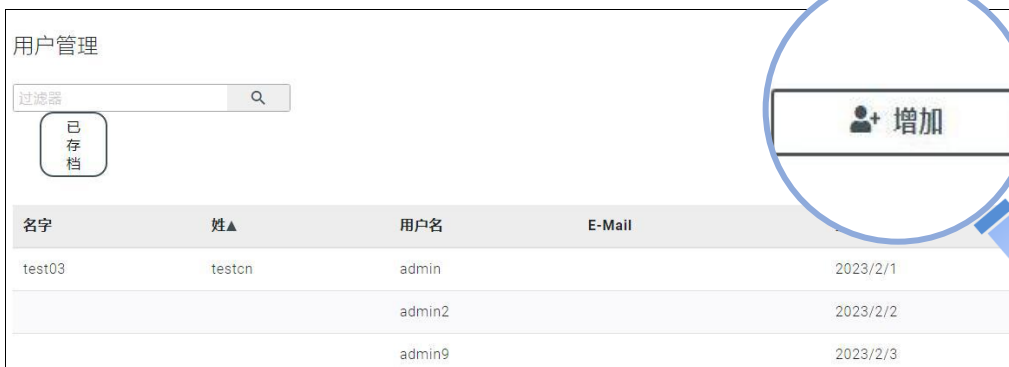 用户管理
过滤器
已
存
档
增加
名字 姓▲ 用户名 E-Mail
test03 testcn admin 2023/2/1
admin2 2023/2/2
admin9 2023/2/3